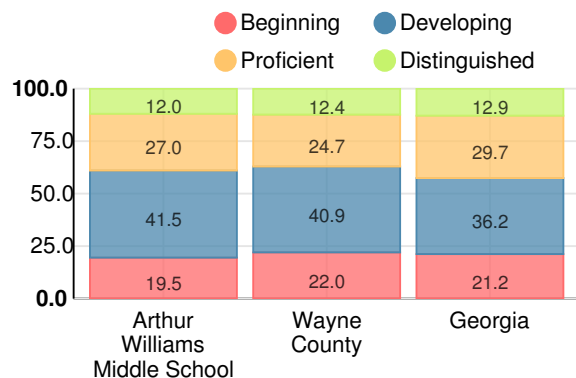 Beginning Developing
Proficient Distinguished
100.0
75.0
50.0
25.0
0.0
12.0 12.4 12.9
27.0 24.7 29.7
41.5 40.9 36.2
19.5 22.0 21.2
Arthur
Williams
Middle School
Wayne
County
Georgia